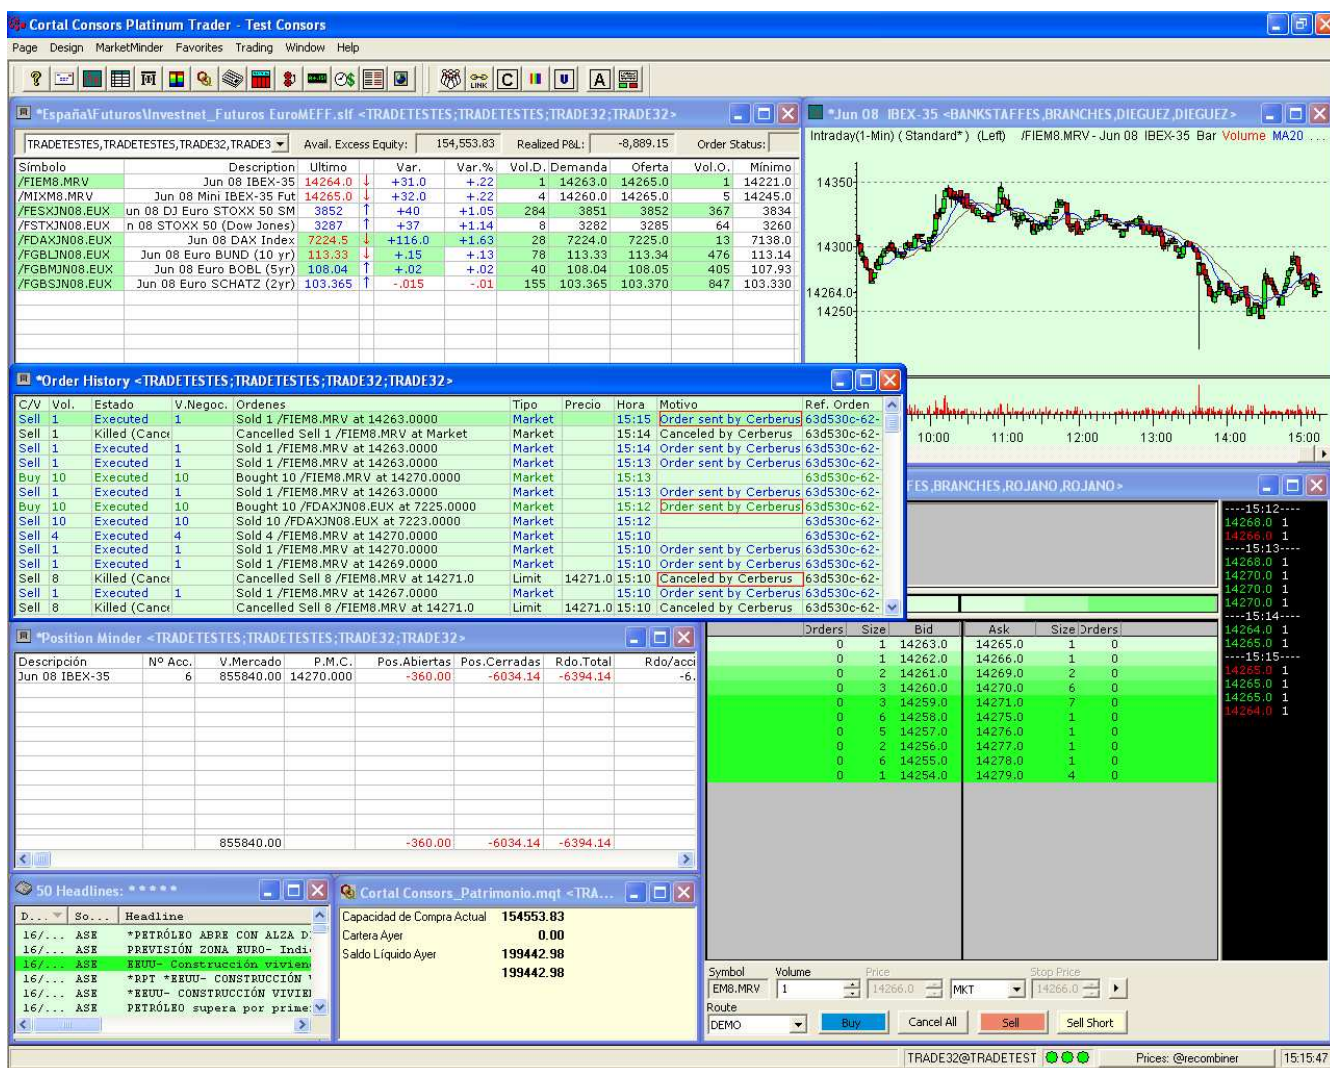 Cortal Consors Platinum Trader - Test Consors
Page Design MarketMinder Favorites Trading Window Help
LINK C U A
*España\Futuros\Investnet_Futuros EuroMEFF.slf <TRADETESTES;TRADETESTES;TRADE32;TRADE32>
TRADETESTES,TRADETESTES,TRADE32,TRADE3 Avail. Excess Equity: 154,553.83 Realized P&L: -8,889.15 Order Status:
Símbolo Description Ultimo Var. Var.% Vol.D. Demanda Oferta Vol.O. Mínimo
/FIEM8.MRV Jun 08 IBEX-35 14264.0 ↓ +31.0 +.22 1 14263.0 14265.0 1 14221.0
/MIXM8.MRV Jun 08 Mini IBEX-35 Fut 14265.0 ↓ +32.0 +.22 4 14260.0 14265.0 5 14245.0
/FESXJN08.EUX un 08 DJ Euro STOXX 50 SM 3852 ↑ +40 +1.05 284 3851 3852 367 3834
/FSTXJN08.EUX n 08 STOXX 50 (Dow Jones) 3287 ↑ +37 +1.14 8 3282 3285 64 3260
/FDAXJN08.EUX Jun 08 DAX Index 7224.5 ↓ +116.0 +1.63 28 7224.0 7225.0 13 7138.0
/FGBLJN08.EUX Jun 08 Euro BUND (10 yr) 113.33 ↓ +.15 +.13 78 113.33 113.34 476 113.14
/FGBMJN08.EUX Jun 08 Euro BOBL (5yr) 108.04 ↑ +.02 +.02 40 108.04 108.05 405 107.93
/FGBSJN08.EUX Jun 08 Euro SCHATZ (2yr) 103.365 ↑ -.015 -.01 155 103.365 103.370 847 103.330
*Jun 08 IBEX-35 <BANKSTAFFES,BRANCHES,DIEGUEZ,DIEGUEZ>
Intraday(1-Min) (Standard*) (Left) /FIEM8.MRV - Jun 08 IBEX-35 Bar Volume MA20 ...
14350
14300
14264.0
14250
10:00 11:00 12:00 13:00 14:00 15:00
*Order History <TRADETESTES;TRADETESTES;TRADE32;TRADE32>
C/V Vol. Estado V.Negoc. Ordenes Tipo Precio Hora Motivo Ref. Orden
Sell 1 Executed 1 Sold 1 /FIEM8.MRV at 14263.0000 Market 15:15 Order sent by Cerberus 63d530c-62-
Sell 1 Killed (Cance Cancelled Sell 1 /FIEM8.MRV at Market Market 15:14 Canceled by Cerberus 63d530c-62-
Sell 1 Executed 1 Sold 1 /FIEM8.MRV at 14263.0000 Market 15:14 Order sent by Cerberus 63d530c-62-
Sell 1 Executed 1 Sold 1 /FIEM8.MRV at 14263.0000 Market 15:13 Order sent by Cerberus 63d530c-62-
Buy 10 Executed 10 Bought 10 /FIEM8.MRV at 14270.0000 Market 15:13 63d530c-62-
Sell 1 Executed 1 Sold 1 /FIEM8.MRV at 14263.0000 Market 15:13 Order sent by Cerberus 63d530c-62-
Buy 10 Executed 10 Bought 10 /FDAXJN08.EUX at 7225.0000 Market 15:12 Order sent by Cerberus 63d530c-62-
Sell 10 Executed 10 Sold 10 /FDAXJN08.EUX at 7223.0000 Market 15:12 63d530c-62-
Sell 4 Executed 4 Sold 4 /FIEM8.MRV at 14270.0000 Market 15:10 63d530c-62-
Sell 1 Executed 1 Sold 1 /FIEM8.MRV at 14270.0000 Market 15:10 Order sent by Cerberus 63d530c-62-
Sell 1 Executed 1 Sold 1 /FIEM8.MRV at 14269.0000 Market 15:10 Order sent by Cerberus 63d530c-62-
Sell 8 Killed (Cance Cancelled Sell 8 /FIEM8.MRV at 14271.0 Limit 14271.0 15:10 Canceled by Cerberus 63d530c-62-
Sell 1 Executed 1 Sold 1 /FIEM8.MRV at 14267.0000 Market 15:10 Order sent by Cerberus 63d530c-62-
Sell 8 Killed (Cance Cancelled Sell 8 /FIEM8.MRV at 14271.0 Limit 14271.0 15:10 Canceled by Cerberus 63d530c-62-
FES,BRANCHES,ROJANO,ROJANO>
----15:12----
14268.0 1
14266.0 1
----15:13----
14268.0 1
14270.0 1
14270.0 1
14270.0 1
----15:14----
14264.0 1
14265.0 1
----15:15----
14265.0 1
14265.0 1
14265.0 1
14264.0 1
Orders Size Bid Ask Size Orders
0 1 14263.0 14265.0 1 0
0 1 14262.0 14266.0 1 0
0 2 14261.0 14269.0 2 0
0 3 14260.0 14270.0 6 0
0 3 14259.0 14271.0 7 0
0 6 14258.0 14275.0 1 0
0 5 14257.0 14276.0 1 0
0 2 14256.0 14277.0 1 0
0 6 14255.0 14278.0 1 0
0 1 14254.0 14279.0 4 0
*Position Minder <TRADETESTES;TRADETESTES;TRADE32;TRADE32>
Descripción Nº Acc. V.Mercado P.M.C. Pos.Abiertas Pos.Cerradas Rdo.Total Rdo/acci
Jun 08 IBEX-35 6 855840.00 14270.000 -360.00 -6034.14 -6394.14 -6.
855840.00 -360.00 -6034.14 -6394.14
50 Headlines: * * * * *
D... So... Headline
16/... ASE *PETRÓLEO ABRE CON ALZA D
16/... ASE PREVISIÓN ZONA EURO- Indi
16/... ASE EEUU- Construcción vivien
16/... ASE *RPT *EEUU- CONSTRUCCIÓN
16/... ASE *EEUU- CONSTRUCCIÓN VIVIE
16/... ASE PETRÓLEO supera por prime
Cortal Consors_Patrimonio.mqt <TRA...
Capacidad de Compra Actual 154553.83
Cartera Ayer 0.00
Saldo Líquido Ayer 199442.98
199442.98
Symbol Volume Price Stop Price
EM8.MRV 1 14266.0 MKT 14266.0
Route
DEMO Buy Cancel All Sell Sell Short
TRADE32@TRADETEST Prices: @recombiner 15:15:47